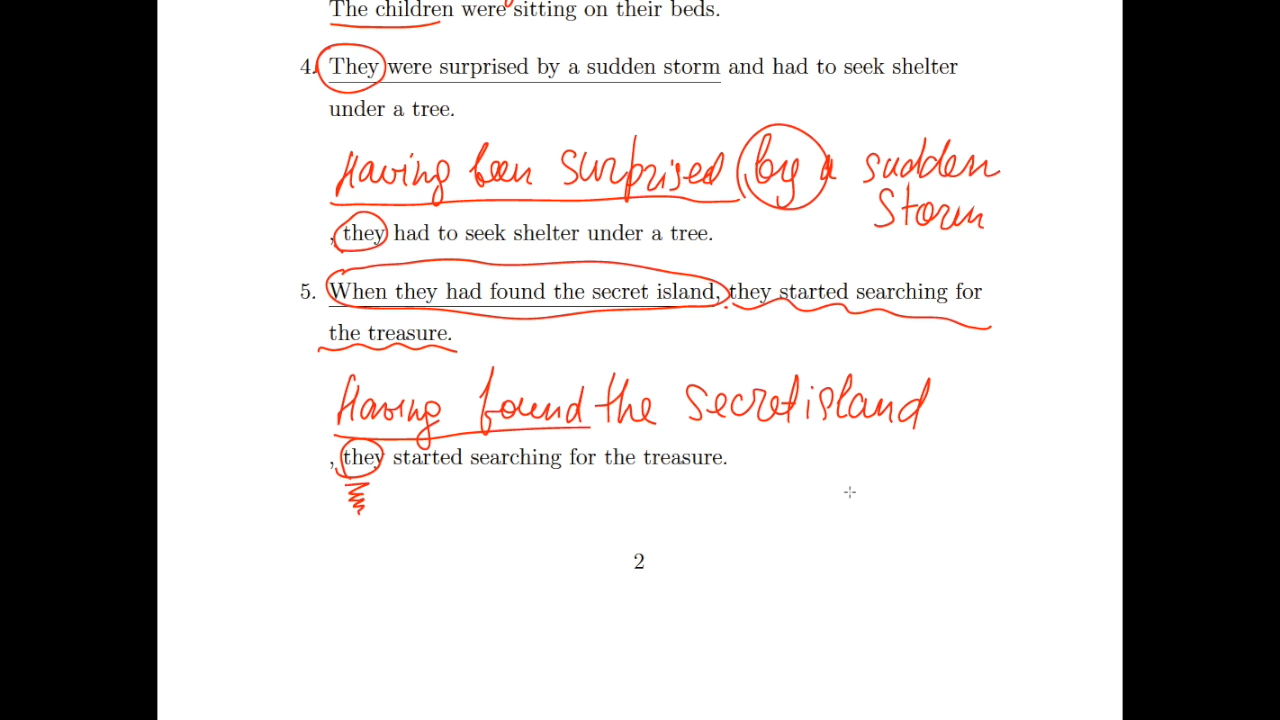 The children were sitting on their beds.
4. They were surprised by a sudden storm and had to seek shelter
under a tree.
Having been surprised by a sudden
storm
, they had to seek shelter under a tree.
5. When they had found the secret island, they started searching for
the treasure.
Having found the secret island
, they started searching for the treasure.
2